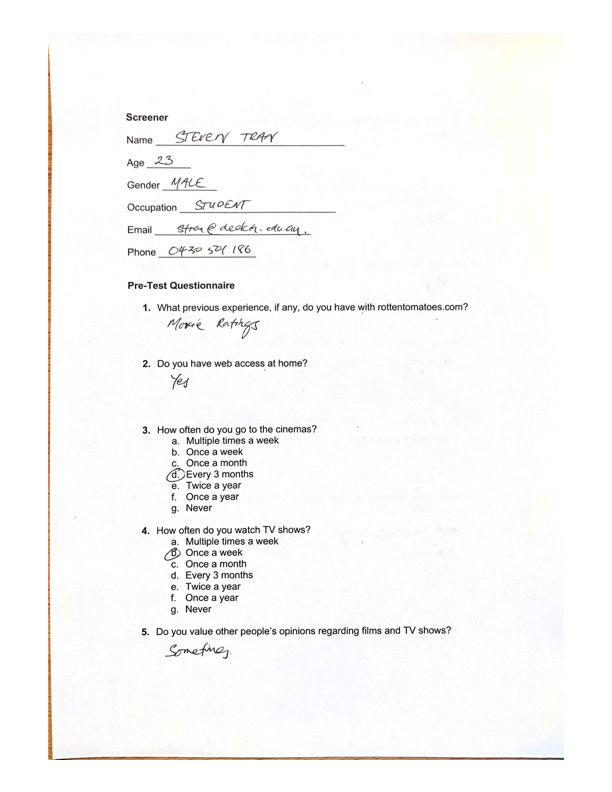 Screener
Name STEVEN TRAN
Age 23
Gender MALE
Occupation STUDENT
Email
Phone 0430 501 186
Pre-Test Questionnaire
1. What previous experience, if any, do you have with rottentomatoes.com?
Movie Ratings
2. Do you have web access at home?
Yes
3. How often do you go to the cinemas?
a. Multiple times a week
b. Once a week
c. Once a month
d. Every 3 months
e. Twice a year
f. Once a year
g. Never
4. How often do you watch TV shows?
a. Multiple times a week
b. Once a week
c. Once a month
d. Every 3 months
e. Twice a year
f. Once a year
g. Never
5. Do you value other people's opinions regarding films and TV shows?
Sometimes.